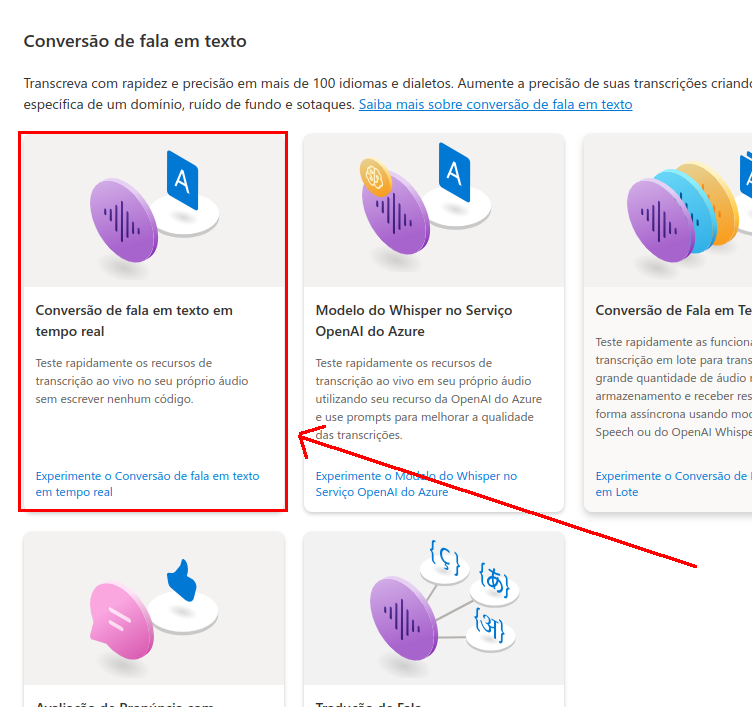 Conversão de fala em texto
Transcreva com rapidez e precisão em mais de 100 idiomas e dialetos. Aumente a precisão de suas transcrições criando
específica de um domínio, ruído de fundo e sotaques. Saiba mais sobre conversão de fala em texto
A
A
Conversão de fala em texto em
tempo real
Teste rapidamente os recursos de
transcrição ao vivo no seu próprio áudio
sem escrever nenhum código.
Experimente o Conversão de fala em texto
em tempo real
Modelo do Whisper no Serviço
OpenAI do Azure
Teste rapidamente os recursos de
transcrição ao vivo em seu próprio áudio
utilizando seu recurso da OpenAI do Azure
e use prompts para melhorar a qualidade
das transcrições.
Experimente o Modelo do Whisper no
Serviço OpenAI do Azure
Conversão de Fala em Te
Teste rapidamente as funciona
transcrição em lote para trans
grande quantidade de áudio
armazenamento e receber res
forma assíncrona usando mod
Speech ou do OpenAI Whispe
Experimente o Conversão de
em Lote
{ç}
{あ}
{अ}
Avaliação de Pronúncia com
Tradução de Fala